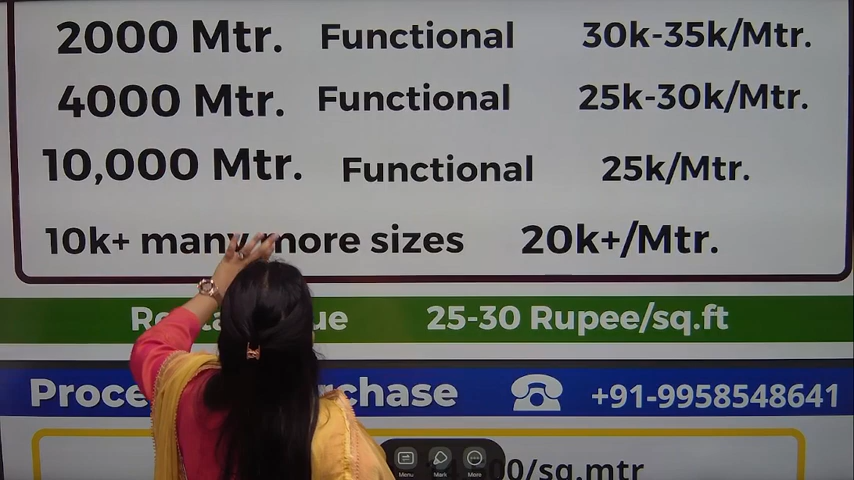 2000 Mtr. Functional 30k-35k/Mtr.
4000 Mtr. Functional 25k-30k/Mtr.
10,000 Mtr. Functional 25k/Mtr.
10k+ many more sizes 20k+/Mtr.
25-30 Rupee/sq.ft
+91-9958548641
Menu Mark More
/sq.mtr